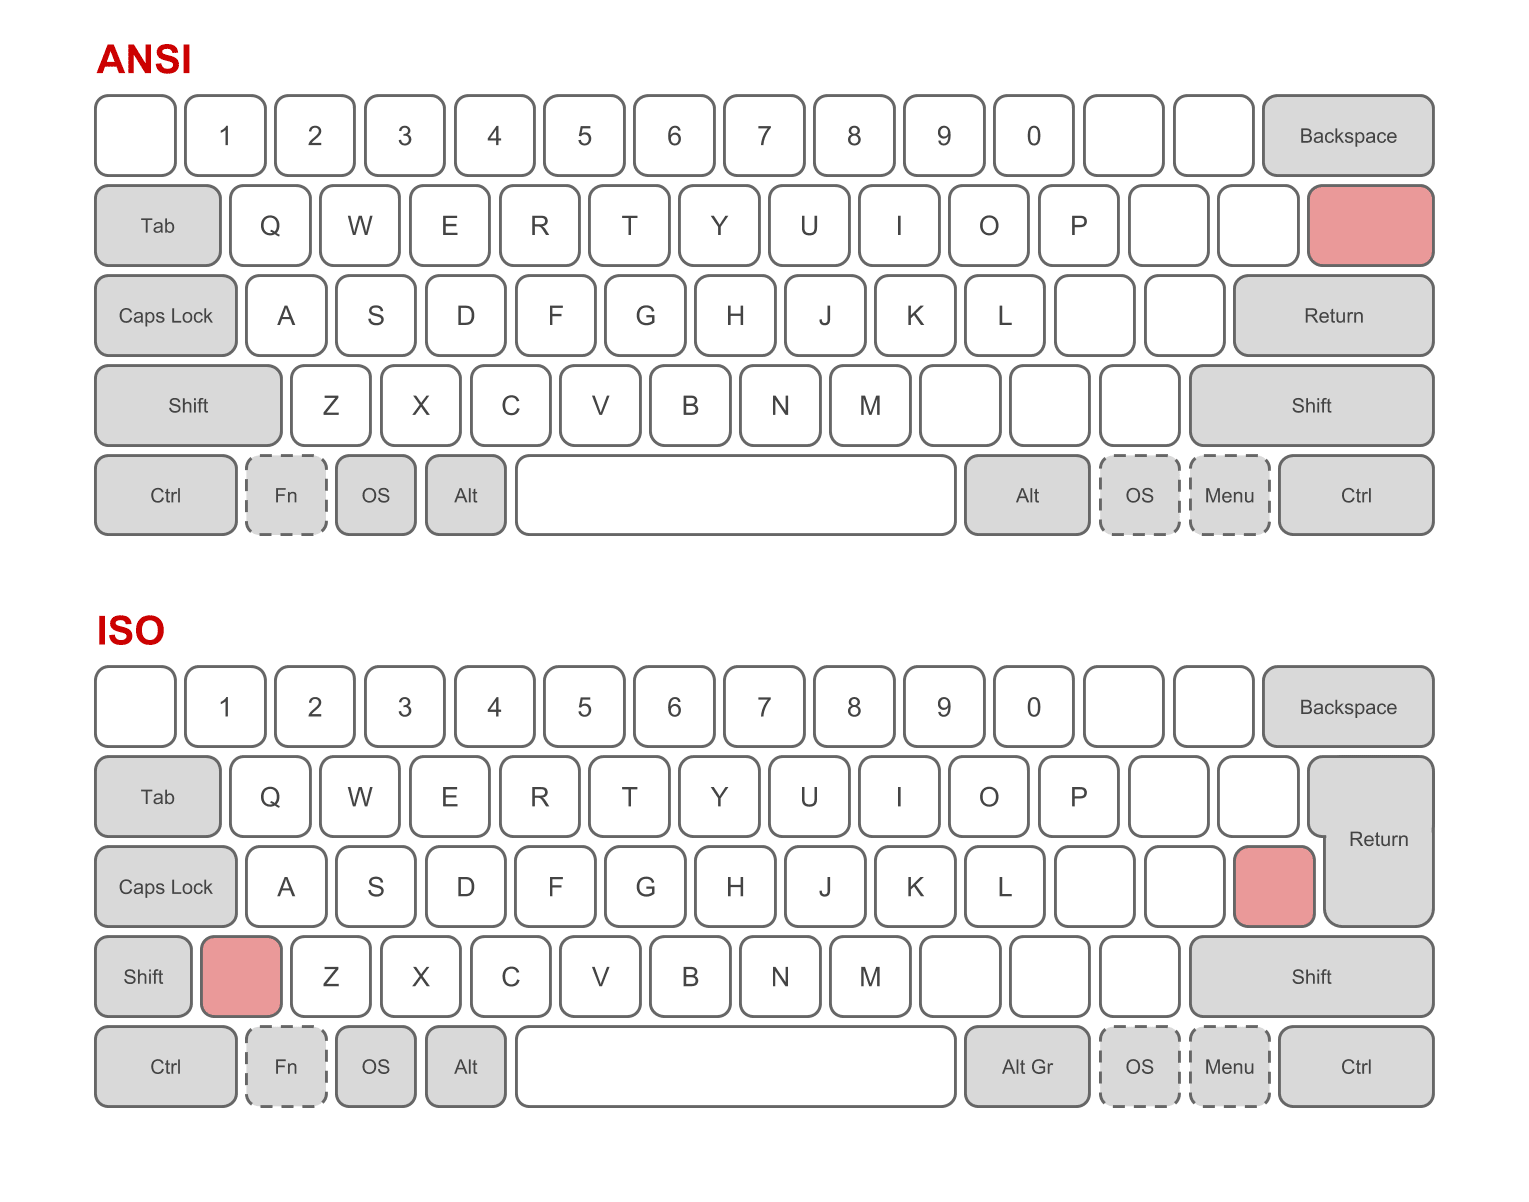 ANSI
1 2 3 4 5 6 7 8 9 0 Backspace
Tab Q W E R T Y U I O P
Caps Lock A S D F G H J K L Return
Shift Z X C V B N M Shift
Ctrl Fn OS Alt Alt OS Menu Ctrl
ISO
1 2 3 4 5 6 7 8 9 0 Backspace
Tab Q W E R T Y U I O P
Return
Caps Lock A S D F G H J K L
Shift Z X C V B N M Shift
Ctrl Fn OS Alt Alt Gr OS Menu Ctrl